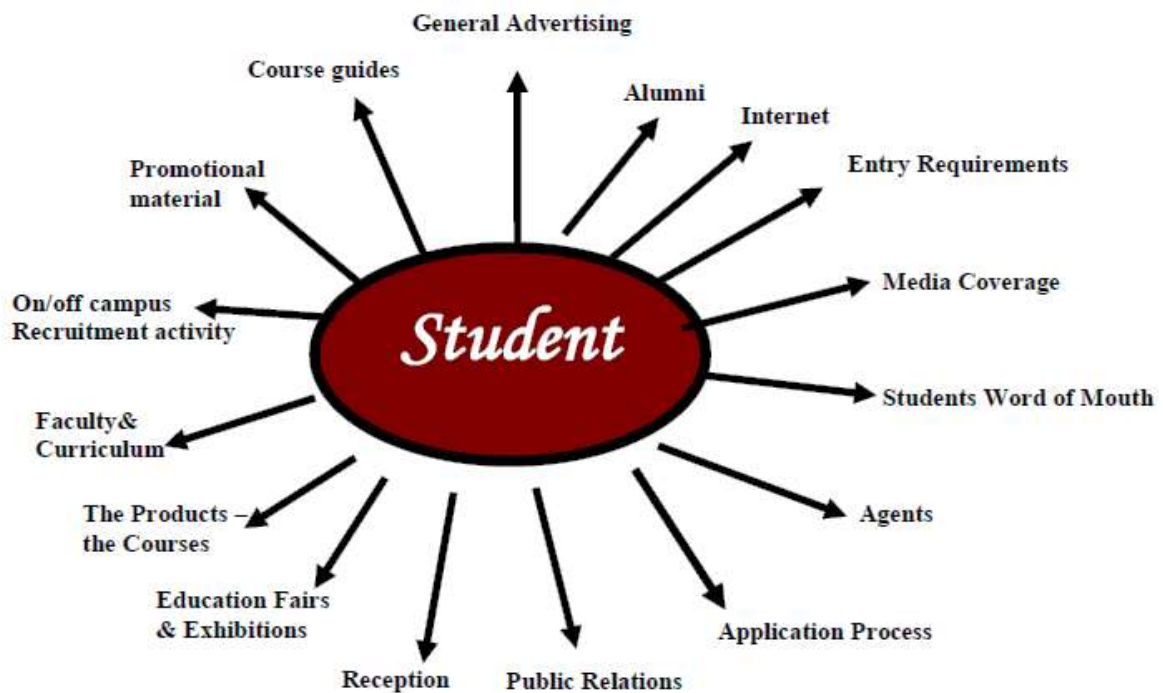 General Advertising
Course guides
Alumni
Internet
Promotional
material
Entry Requirements
On/off campus
Recruitment activity
Media Coverage
Student
Students Word of Mouth
Faculty&
Curriculum
The Products –
the Courses
Agents
Education Fairs
& Exhibitions
Application Process
Reception
Public Relations